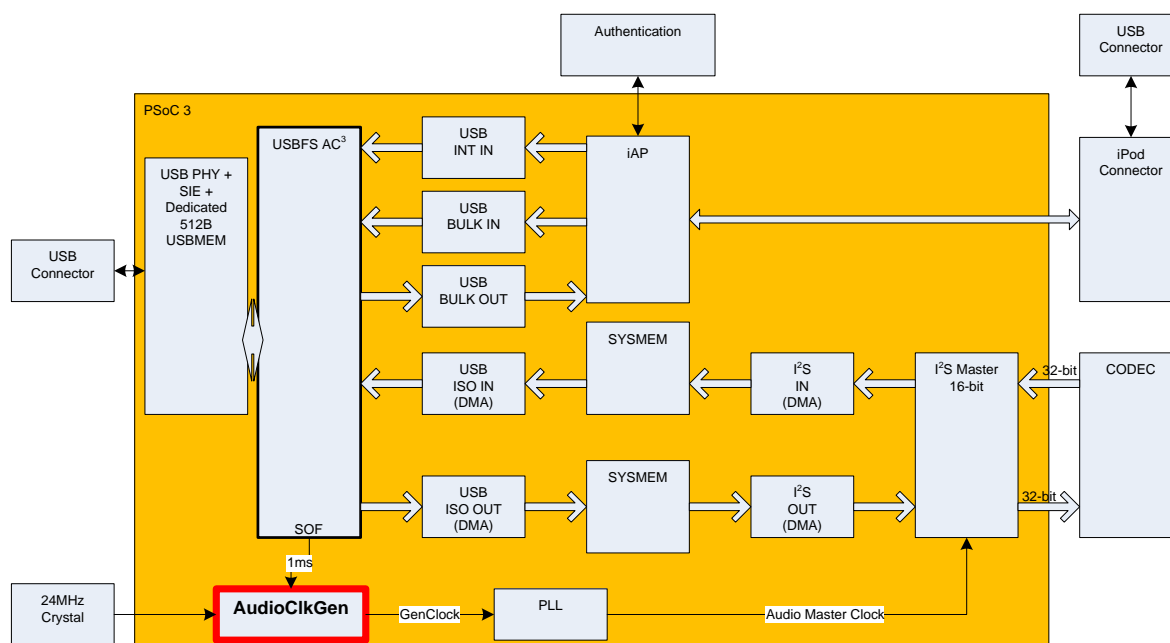 Authentication
USB
Connector
PSoC 3
USBFS AC³
USB
INT IN
iAP
iPod
Connector
USB PHY +
SIE +
Dedicated
512B
USBMEM
USB
BULK IN
USB
Connector
USB
BULK OUT
SYSMEM
USB
ISO IN
(DMA)
I²S
IN
(DMA)
I²S Master
16-bit
32-bit
CODEC
USB
ISO OUT
(DMA)
SYSMEM
I²S
OUT
(DMA)
32-bit
SOF
1ms
24MHz
Crystal
AudioClkGen
GenClock
PLL
Audio Master Clock